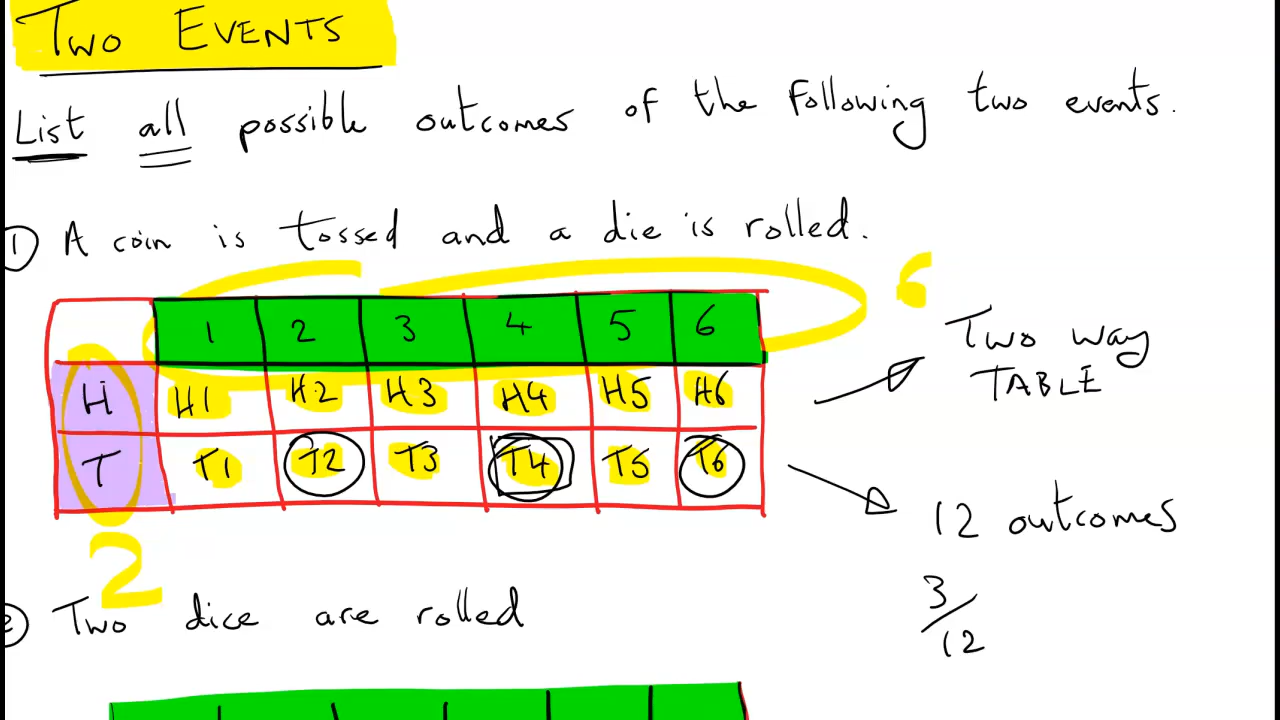 Two EVENTS
List all possible outcomes of the following two events.
1 A coin is tossed and a die is rolled.
6
1 2 3 4 5 6
H H1 H2 H3 H4 H5 H6
T T1 T2 T3 T4 T5 T6
Two way
TABLE
12 outcomes
2
3/12
2 Two dice are rolled